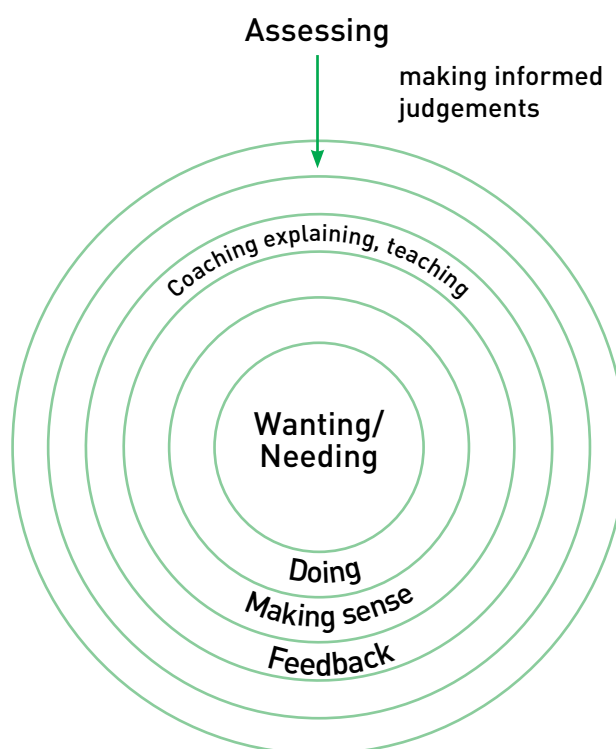 Assessing
making informed
judgements
Coaching explaining, teaching
Wanting/
Needing
Doing
Making sense
Feedback